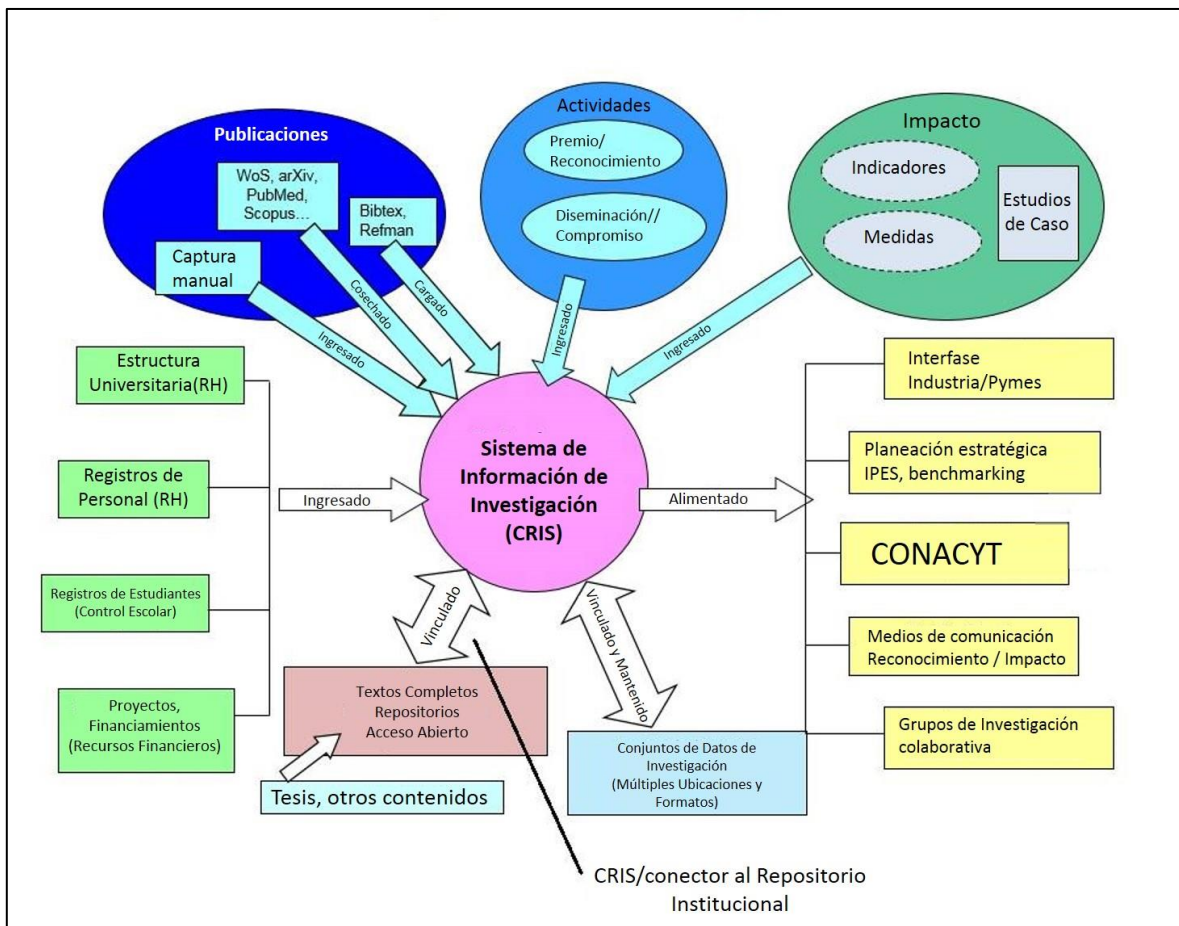 Publicaciones
WoS, arXiv,
PubMed,
Scopus...
Bibtex,
Refman
Captura
manual
Ingresado
Cosechado
Cargado
Actividades
Premio/
Reconocimiento
Diseminación//
Compromiso
Ingresado
Impacto
Indicadores
Medidas
Estudios
de Caso
Ingresado
Estructura
Universitaria(RH)
Registros de
Personal (RH)
Registros de Estudiantes
(Control Escolar)
Proyectos,
Financiamientos
(Recursos Financieros)
Ingresado
Sistema de
Información de
Investigación
(CRIS)
Alimentado
Interfase
Industria/Pymes
Planeación estratégica
IPES, benchmarking
CONACYT
Medios de comunicación
Reconocimiento / Impacto
Grupos de Investigación
colaborativa
Vinculado
Vinculado y Mantenido
Textos Completos
Repositorios
Acceso Abierto
Tesis, otros contenidos
Conjuntos de Datos de
Investigación
(Múltiples Ubicaciones y
Formatos)
CRIS/conector al Repositorio
Institucional